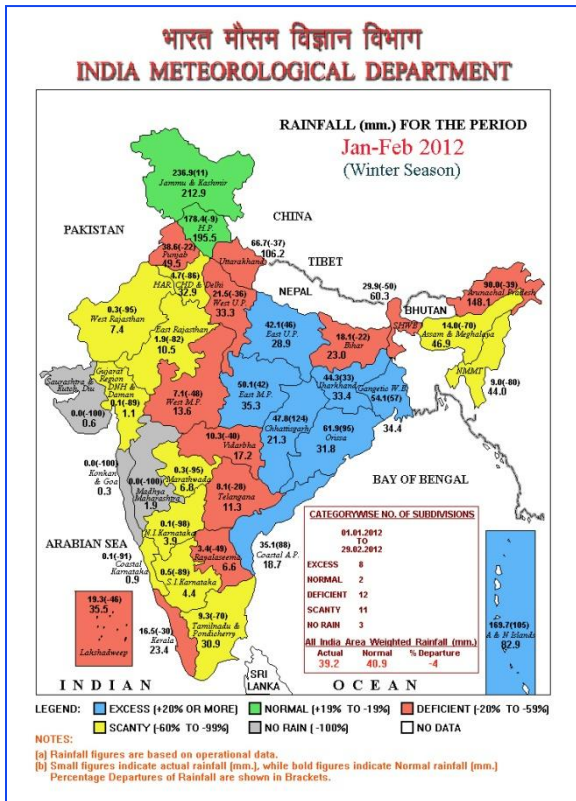 भारत मौसम विज्ञान विभाग
INDIA METEOROLOGICAL DEPARTMENT
RAINFALL (mm.) FOR THE PERIOD
Jan-Feb 2012
(Winter Season)
236.9(11)
Jammu & Kashmir
212.9
CHINA
PAKISTAN
178.4(-9)
H.P.
195.5
38.6(-22)
Punjab
49.5
66.7(-37)
Uttarakhand
106.2
TIBET
4.7(-86)
HAR. CHD & Delhi
32.9
NEPAL
21.5(-36)
West U.P.
33.3
29.9(-50)
60.3
SHWB
BHUTAN
90.0(-39)
Arunachal Pradesh
148.1
0.3(-95)
West Rajasthan
7.4
East Rajasthan
1.9(-82)
10.5
42.1(46)
East U.P.
28.9
18.1(-22)
Bihar
23.0
14.0(-70)
Assam & Meghalaya
46.9
NMMT
9.0(-80)
44.0
Saurashtra &
Kutch, Diu
0.0(-100)
0.6
Gujarat
Region
DNH &
Daman
0.1(-89)
1.1
7.1(-48)
West M.P.
13.6
50.1(42)
East M.P.
35.3
44.3(33)
Jharkhand
33.4
Gangetic W.B.
54.1(57)
34.4
47.8(124)
Chhattisgarh
21.3
61.9(95)
Orissa
31.8
10.3(-40)
Vidarbha
17.2
0.0(-100)
Konkan
& Goa
0.3
0.0(-100)
Madhya
Maharashtra
1.9
0.3(-95)
Marathwada
6.8
8.1(-28)
Telangana
11.3
BAY OF BENGAL
ARABIAN SEA
0.1(-98)
N.I.Karnataka
3.9
3.4(-49)
Rayalaseema
6.6
35.1(88)
Coastal A.P.
18.7
0.1(-91)
Coastal
Karnataka
0.9
0.5(-89)
S.I.Karnataka
4.4
9.3(-70)
Tamilnadu &
Pondicherry
30.9
16.5(-30)
Kerala
23.4
19.3(-46)
35.5
Lakshadweep
SRI
LANKA
169.7(105)
A & N Islands
82.9
CATEGORYWISE NO. OF SUBDIVISIONS
01.01.2012
TO
29.02.2012
EXCESS 8
NORMAL 2
DEFICIENT 12
SCANTY 11
NO RAIN 3
All India Area Weighted Rainfall (mm.)
Actual Normal % Departure
39.2 40.9 -4
INDIAN OCEAN
LEGEND: EXCESS (+20% OR MORE) NORMAL (+19% TO -19%) DEFICIENT (-20% TO -59%)
SCANTY (-60% TO -99%) NO RAIN (-100%) NO DATA
NOTES:
(a) Rainfall figures are based on operational data.
(b) Small figures indicate actual rainfall (mm.), while bold figures indicate Normal rainfall (mm.)
Percentage Departures of Rainfall are shown in Brackets.